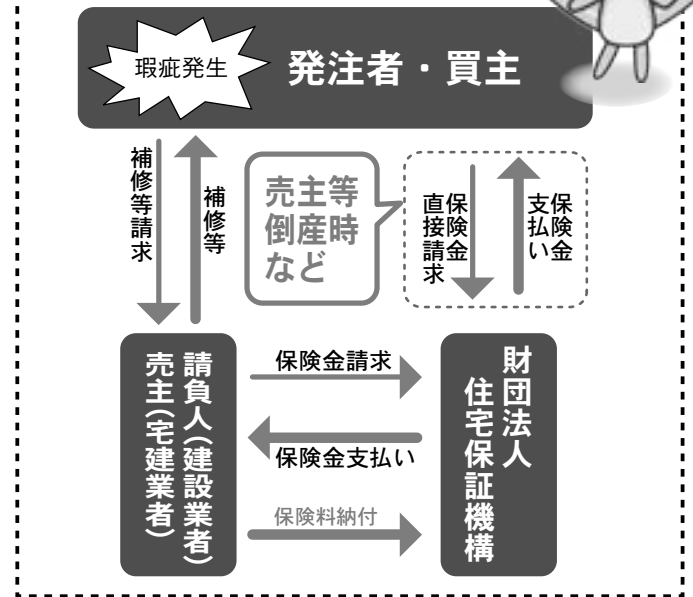 瑕疵発生
発注者・買主
補修等請求
補修等
売主等
倒産時
など
保険金
直接請求
保険金
支払い
請負人(建設業者)
売主(宅建業者)
保険金請求
保険金支払い
保険料納付
財団法人
住宅保証機構